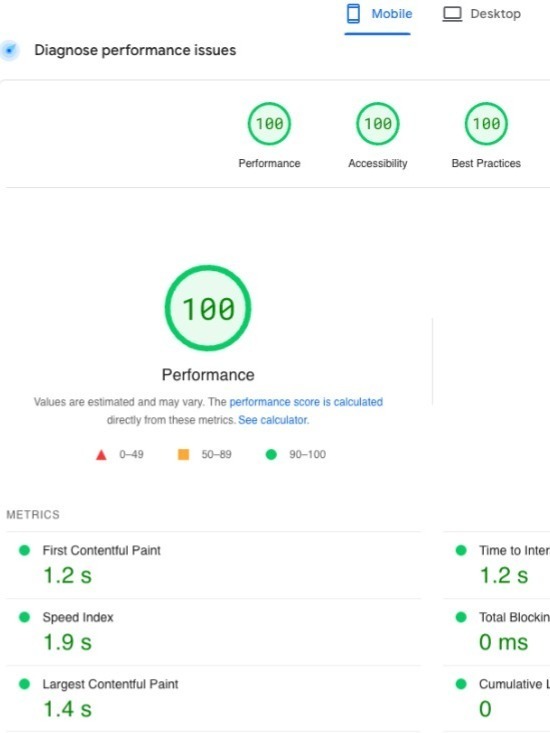 Mobile
Desktop
Diagnose performance issues
100
100
100
Performance
Accessibility
Best Practices
100
Performance
Values are estimated and may vary. The performance score is calculated
directly from these metrics. See calculator.
0–49
50–89
90–100
METRICS
First Contentful Paint
1.2 s
Time to Inter
1.2 s
Speed Index
1.9 s
Total Blockin
0 ms
Largest Contentful Paint
1.4 s
Cumulative L
0